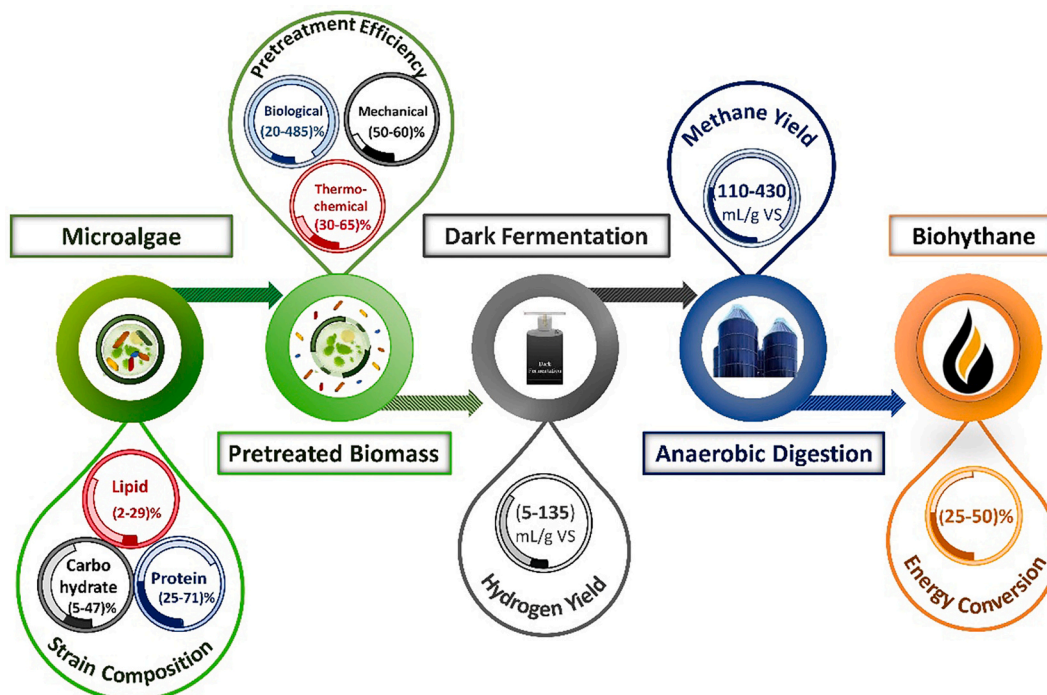 Pretreatment Efficiency
Biological
(20-485)%
Mechanical
(50-60)%
Thermo-
chemical
(30-65)%
Methane Yield
(110-430)
mL/g VS
Microalgae
Dark Fermentation
Biohythane
Dark
Fermentation
Pretreated Biomass
Anaerobic Digestion
Lipid
(2-29)%
Carbo
hydrate
(5-47)%
Protein
(25-71)%
Strain Composition
(5-135)
mL/g VS
Hydrogen Yield
(25-50)%
Energy Conversion